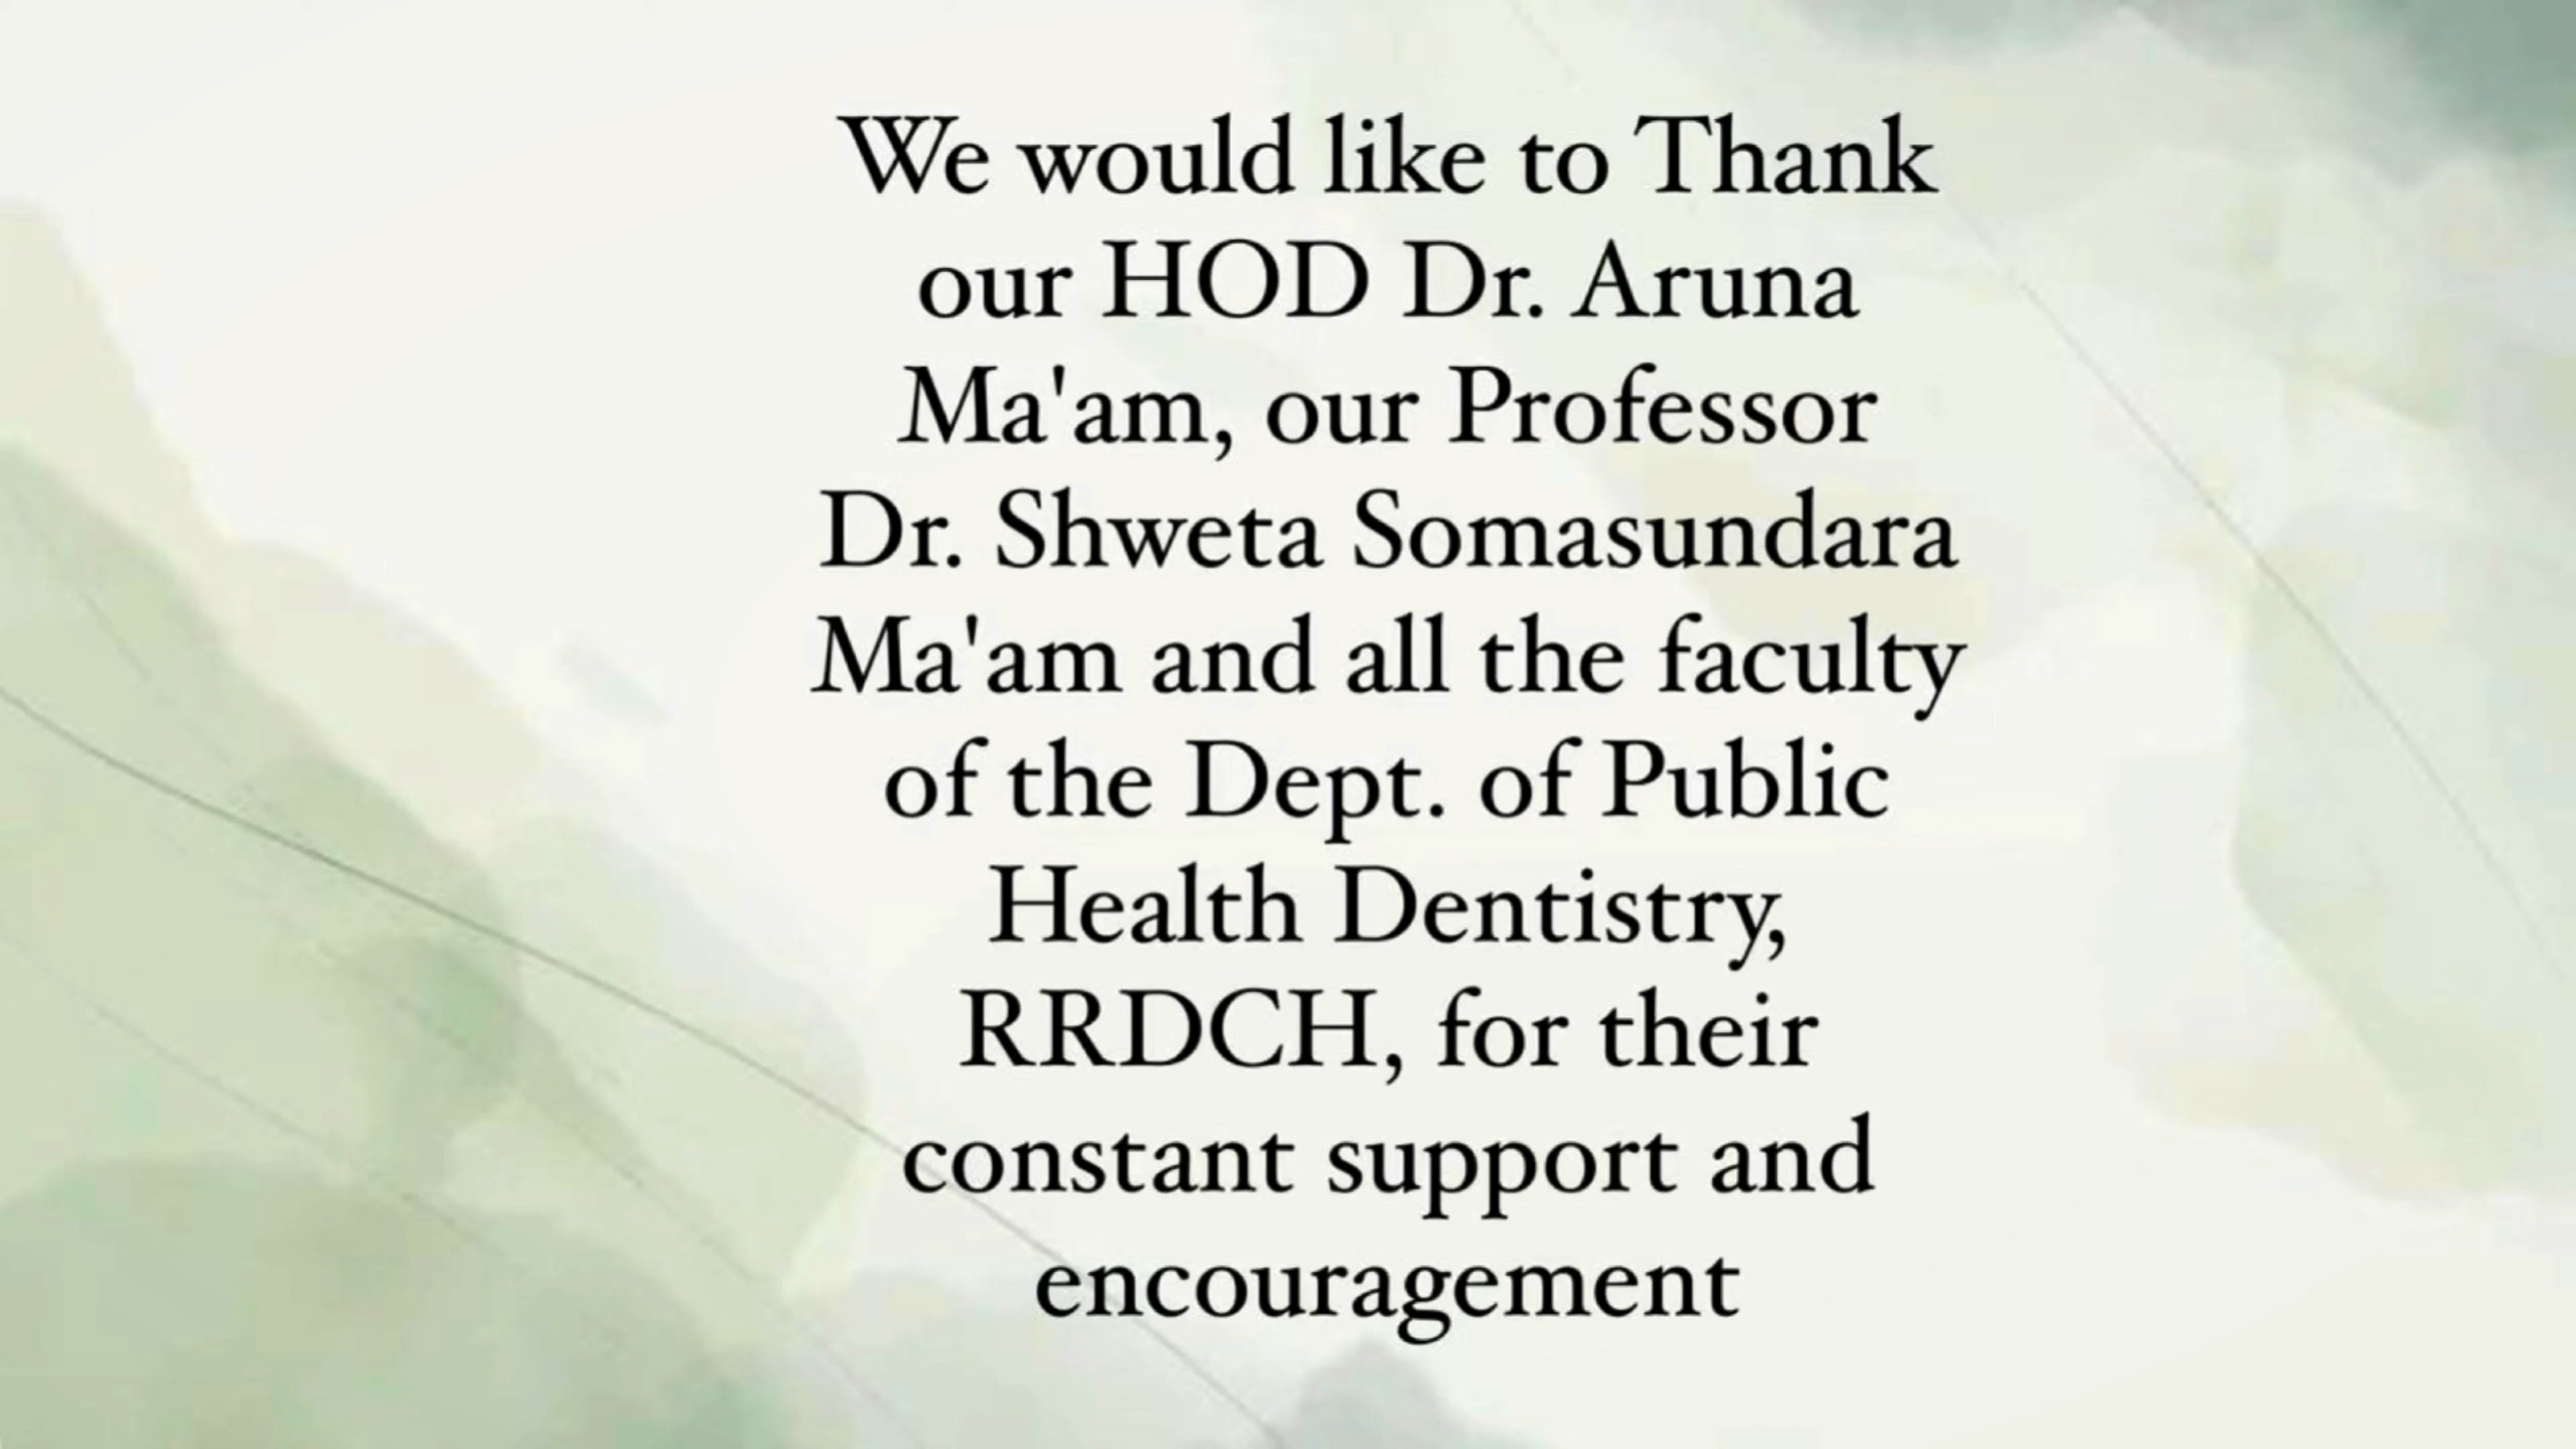 We would like to Thank
our HOD Dr. Aruna
Ma'am, our Professor
Dr. Shweta Somasundara
Ma'am and all the faculty
of the Dept. of Public
Health Dentistry,
RRDCH, for their
constant support and
encouragement